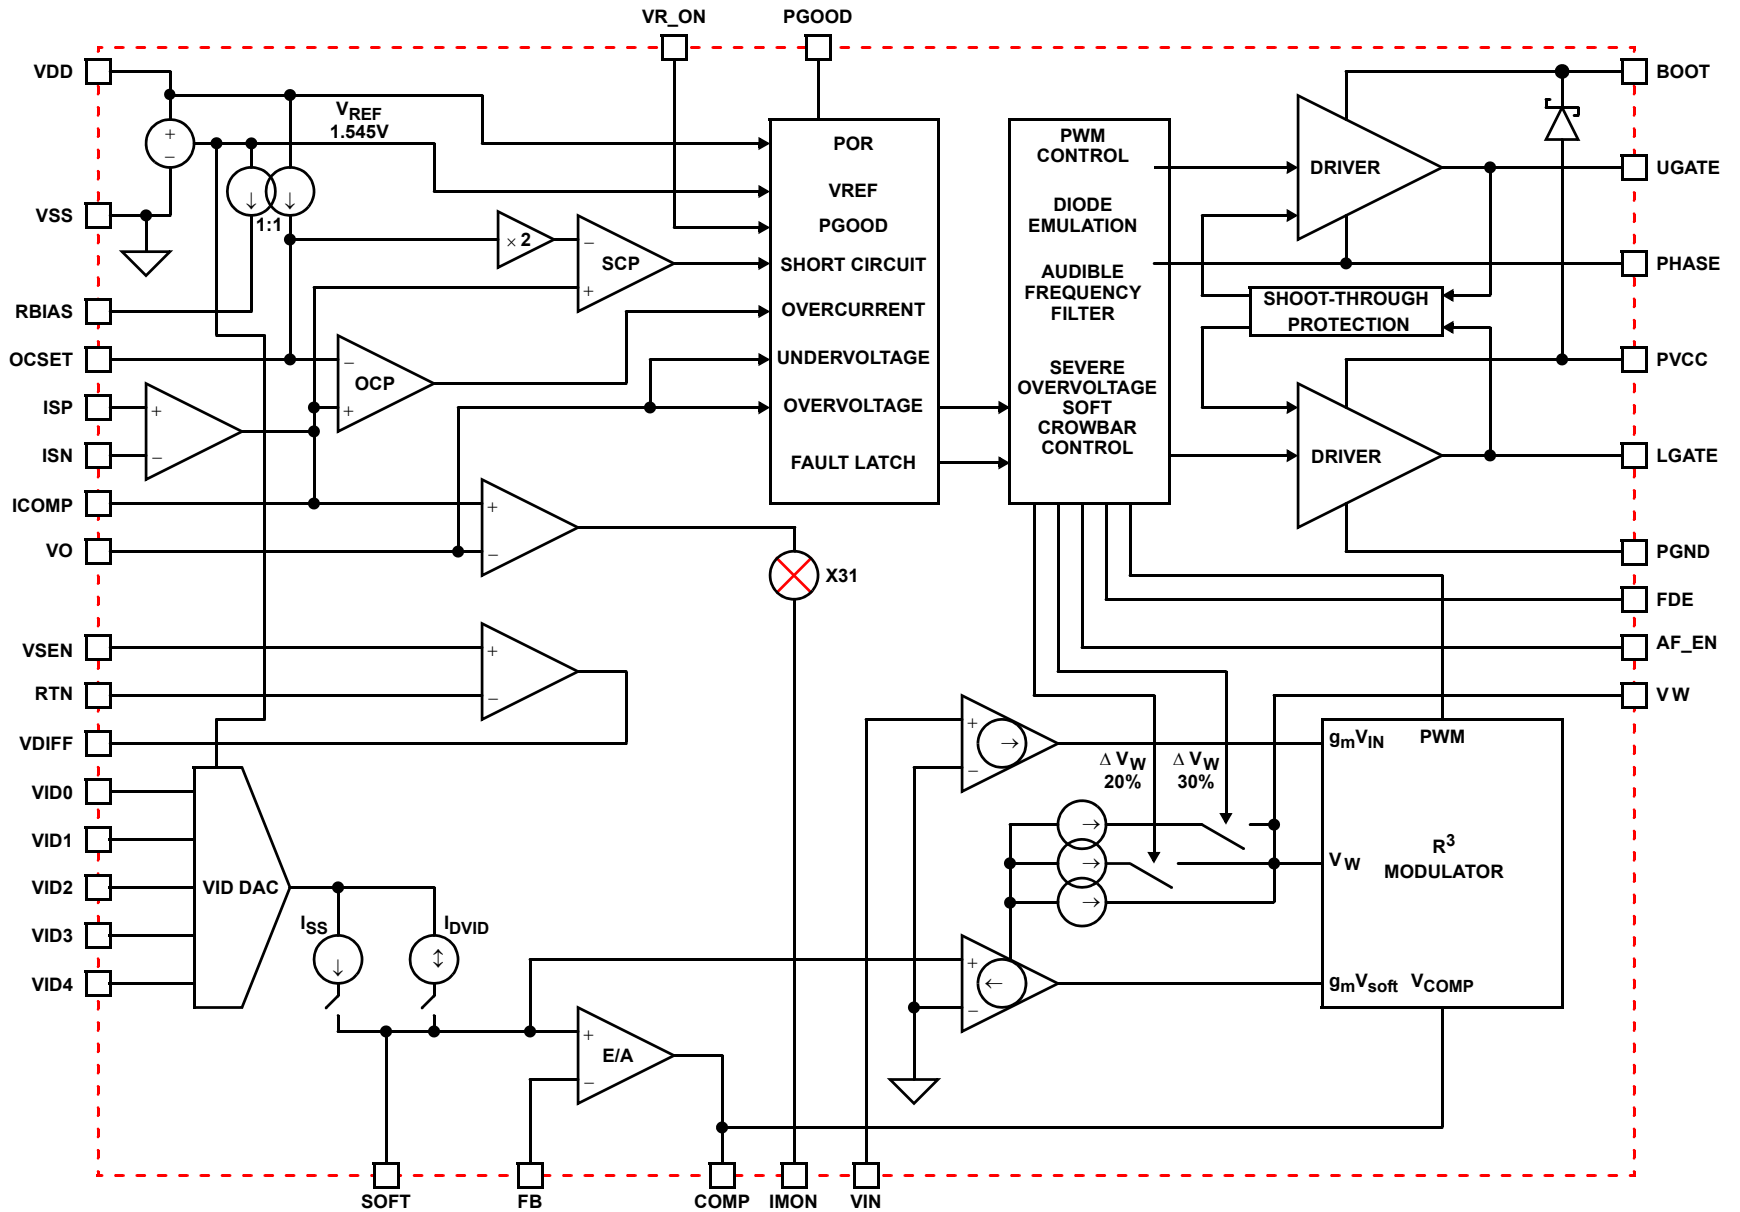 VR_ON
PGOOD
VDD
VSS
RBIAS
OCSET
ISP
ISN
ICOMP
VO
VSEN
RTN
VDIFF
VID0
VID1
VID2
VID3
VID4
VREF
1.545V
+
−
1:1
× 2
−
SCP
+
−
OCP
+
+
−
+
−
X31
+
−
VID DAC
ISS
IDVID
+
E/A
−
POR
VREF
PGOOD
SHORT CIRCUIT
OVERCURRENT
UNDERVOLTAGE
OVERVOLTAGE
FAULT LATCH
PWM
CONTROL
DIODE
EMULATION
AUDIBLE
FREQUENCY
FILTER
SEVERE
OVERVOLTAGE
SOFT
CROWBAR
CONTROL
DRIVER
SHOOT-THROUGH
PROTECTION
DRIVER
+
−
Δ VW
20%
Δ VW
30%
+
−
gmVIN
PWM
VW
R3
MODULATOR
gmVsoft
VCOMP
BOOT
UGATE
PHASE
PVCC
LGATE
PGND
FDE
AF_EN
VW
SOFT
FB
COMP
IMON
VIN